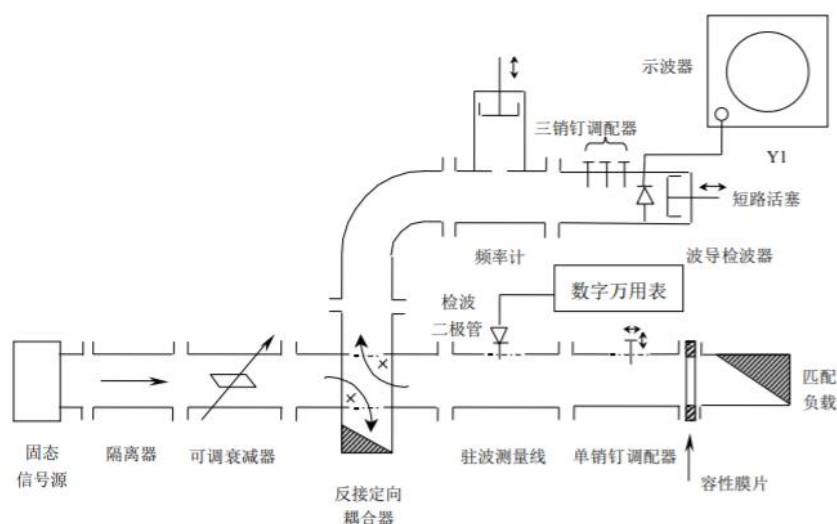 示波器
三销钉调配器
Y1
短路活塞
频率计
波导检波器
检波
二极管
数字万用表
匹配
负载
固态
信号源
隔离器
可调衰减器
驻波测量线
单销钉调配器
容性膜片
反接定向
耦合器